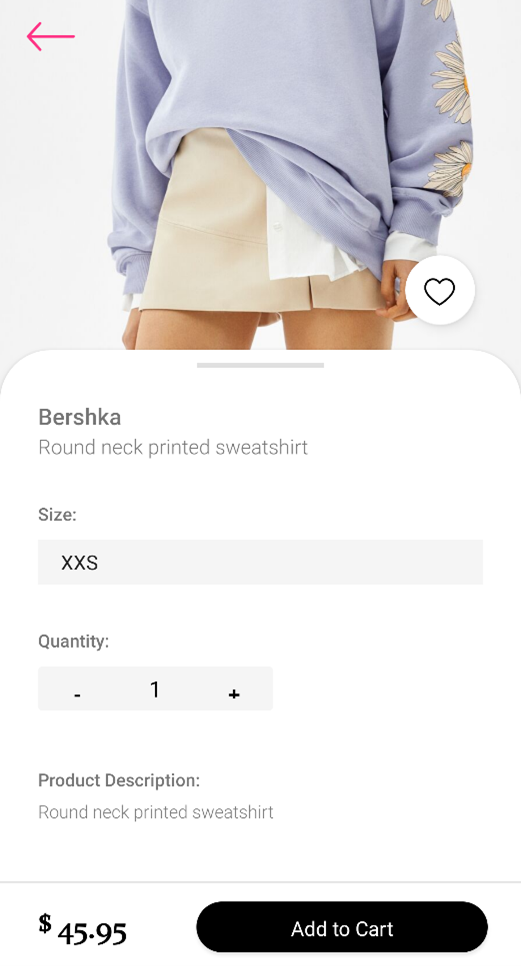 Bershka
Round neck printed sweatshirt
Size:
XXS
Quantity:
- 1 +
Product Description:
Round neck printed sweatshirt
$ 45.95
Add to Cart